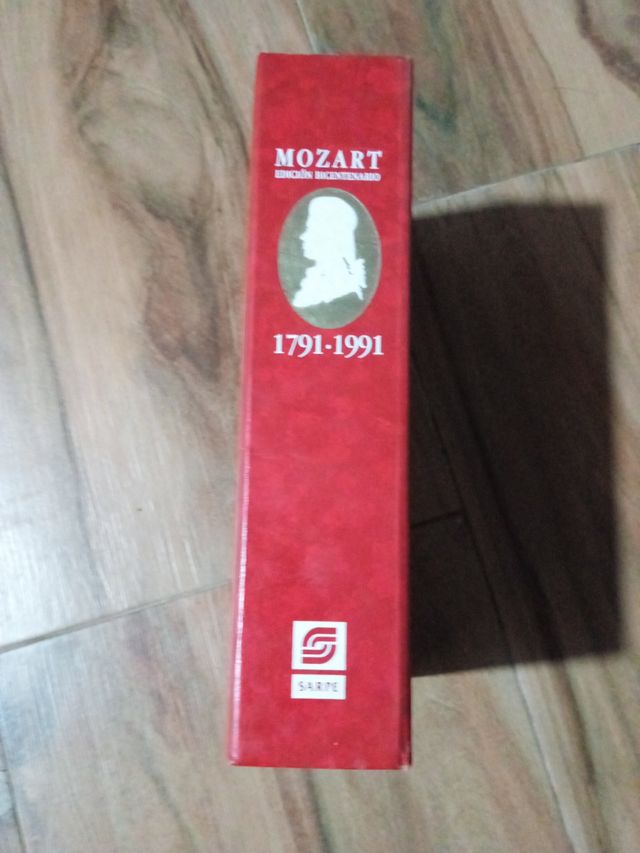 MOZART
EDICIÓN BICENTENARIO
1791·1991
SARPE